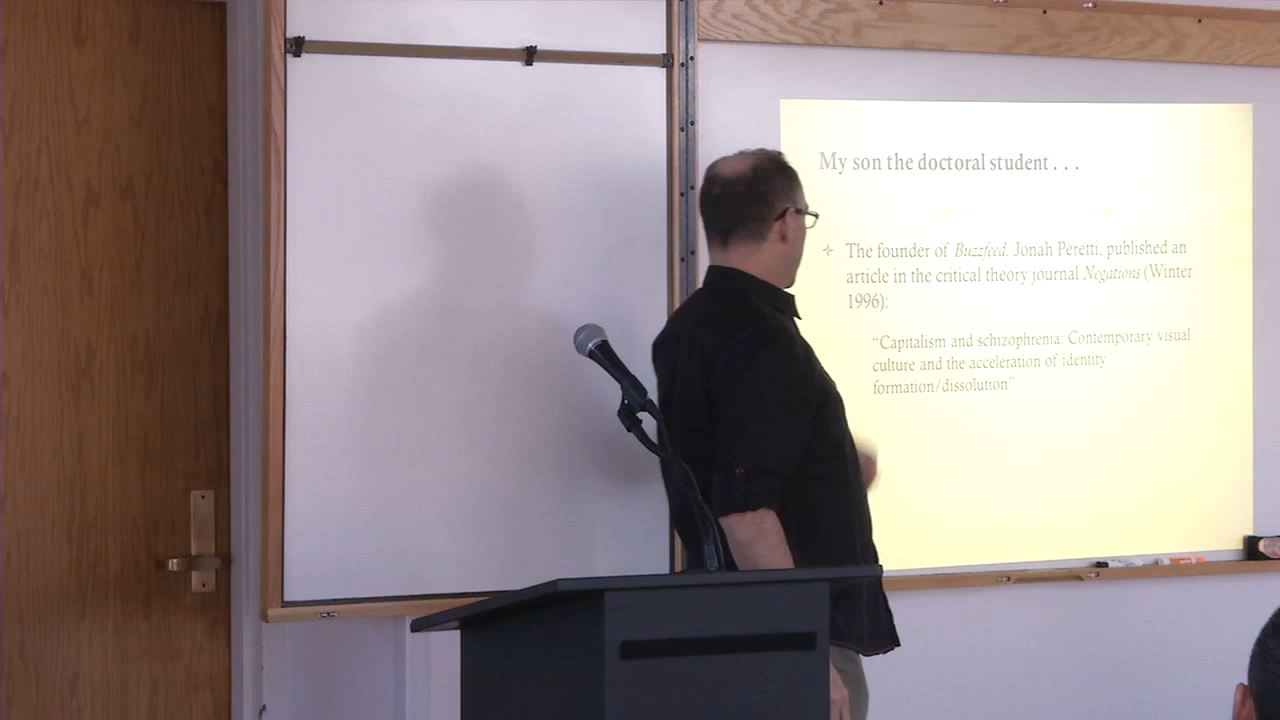 My son the doctoral student . . .
The founder of Buzzfeed, Jonah Peretti, published an
article in the critical theory journal Negations (Winter
1996):
“Capitalism and schizophrenia: Contemporary visual
culture and the acceleration of identity
formation/dissolution”